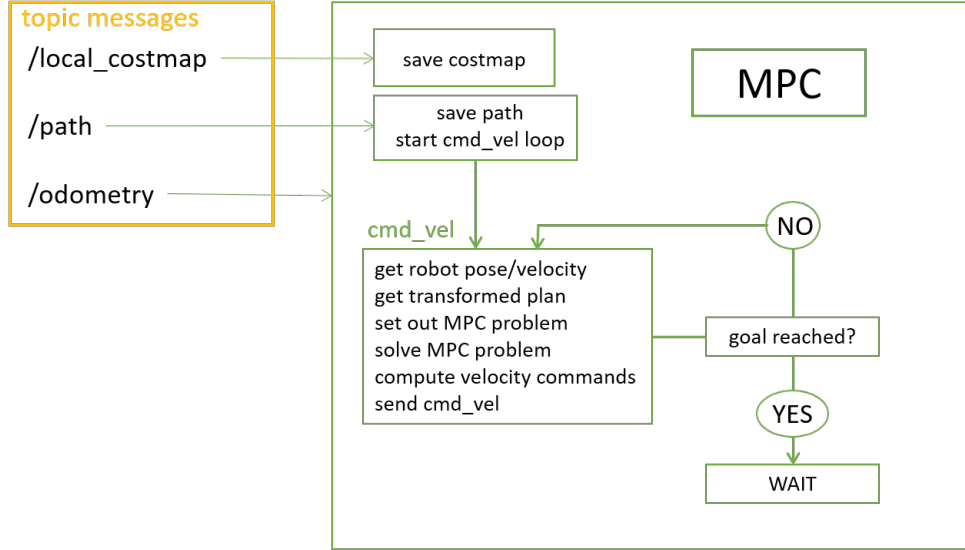 topic messages
/local_costmap
/path
/odometry
save costmap
save path
start cmd_vel loop
MPC
cmd_vel
get robot pose/velocity
get transformed plan
set out MPC problem
solve MPC problem
compute velocity commands
send cmd_vel
NO
goal reached?
YES
WAIT